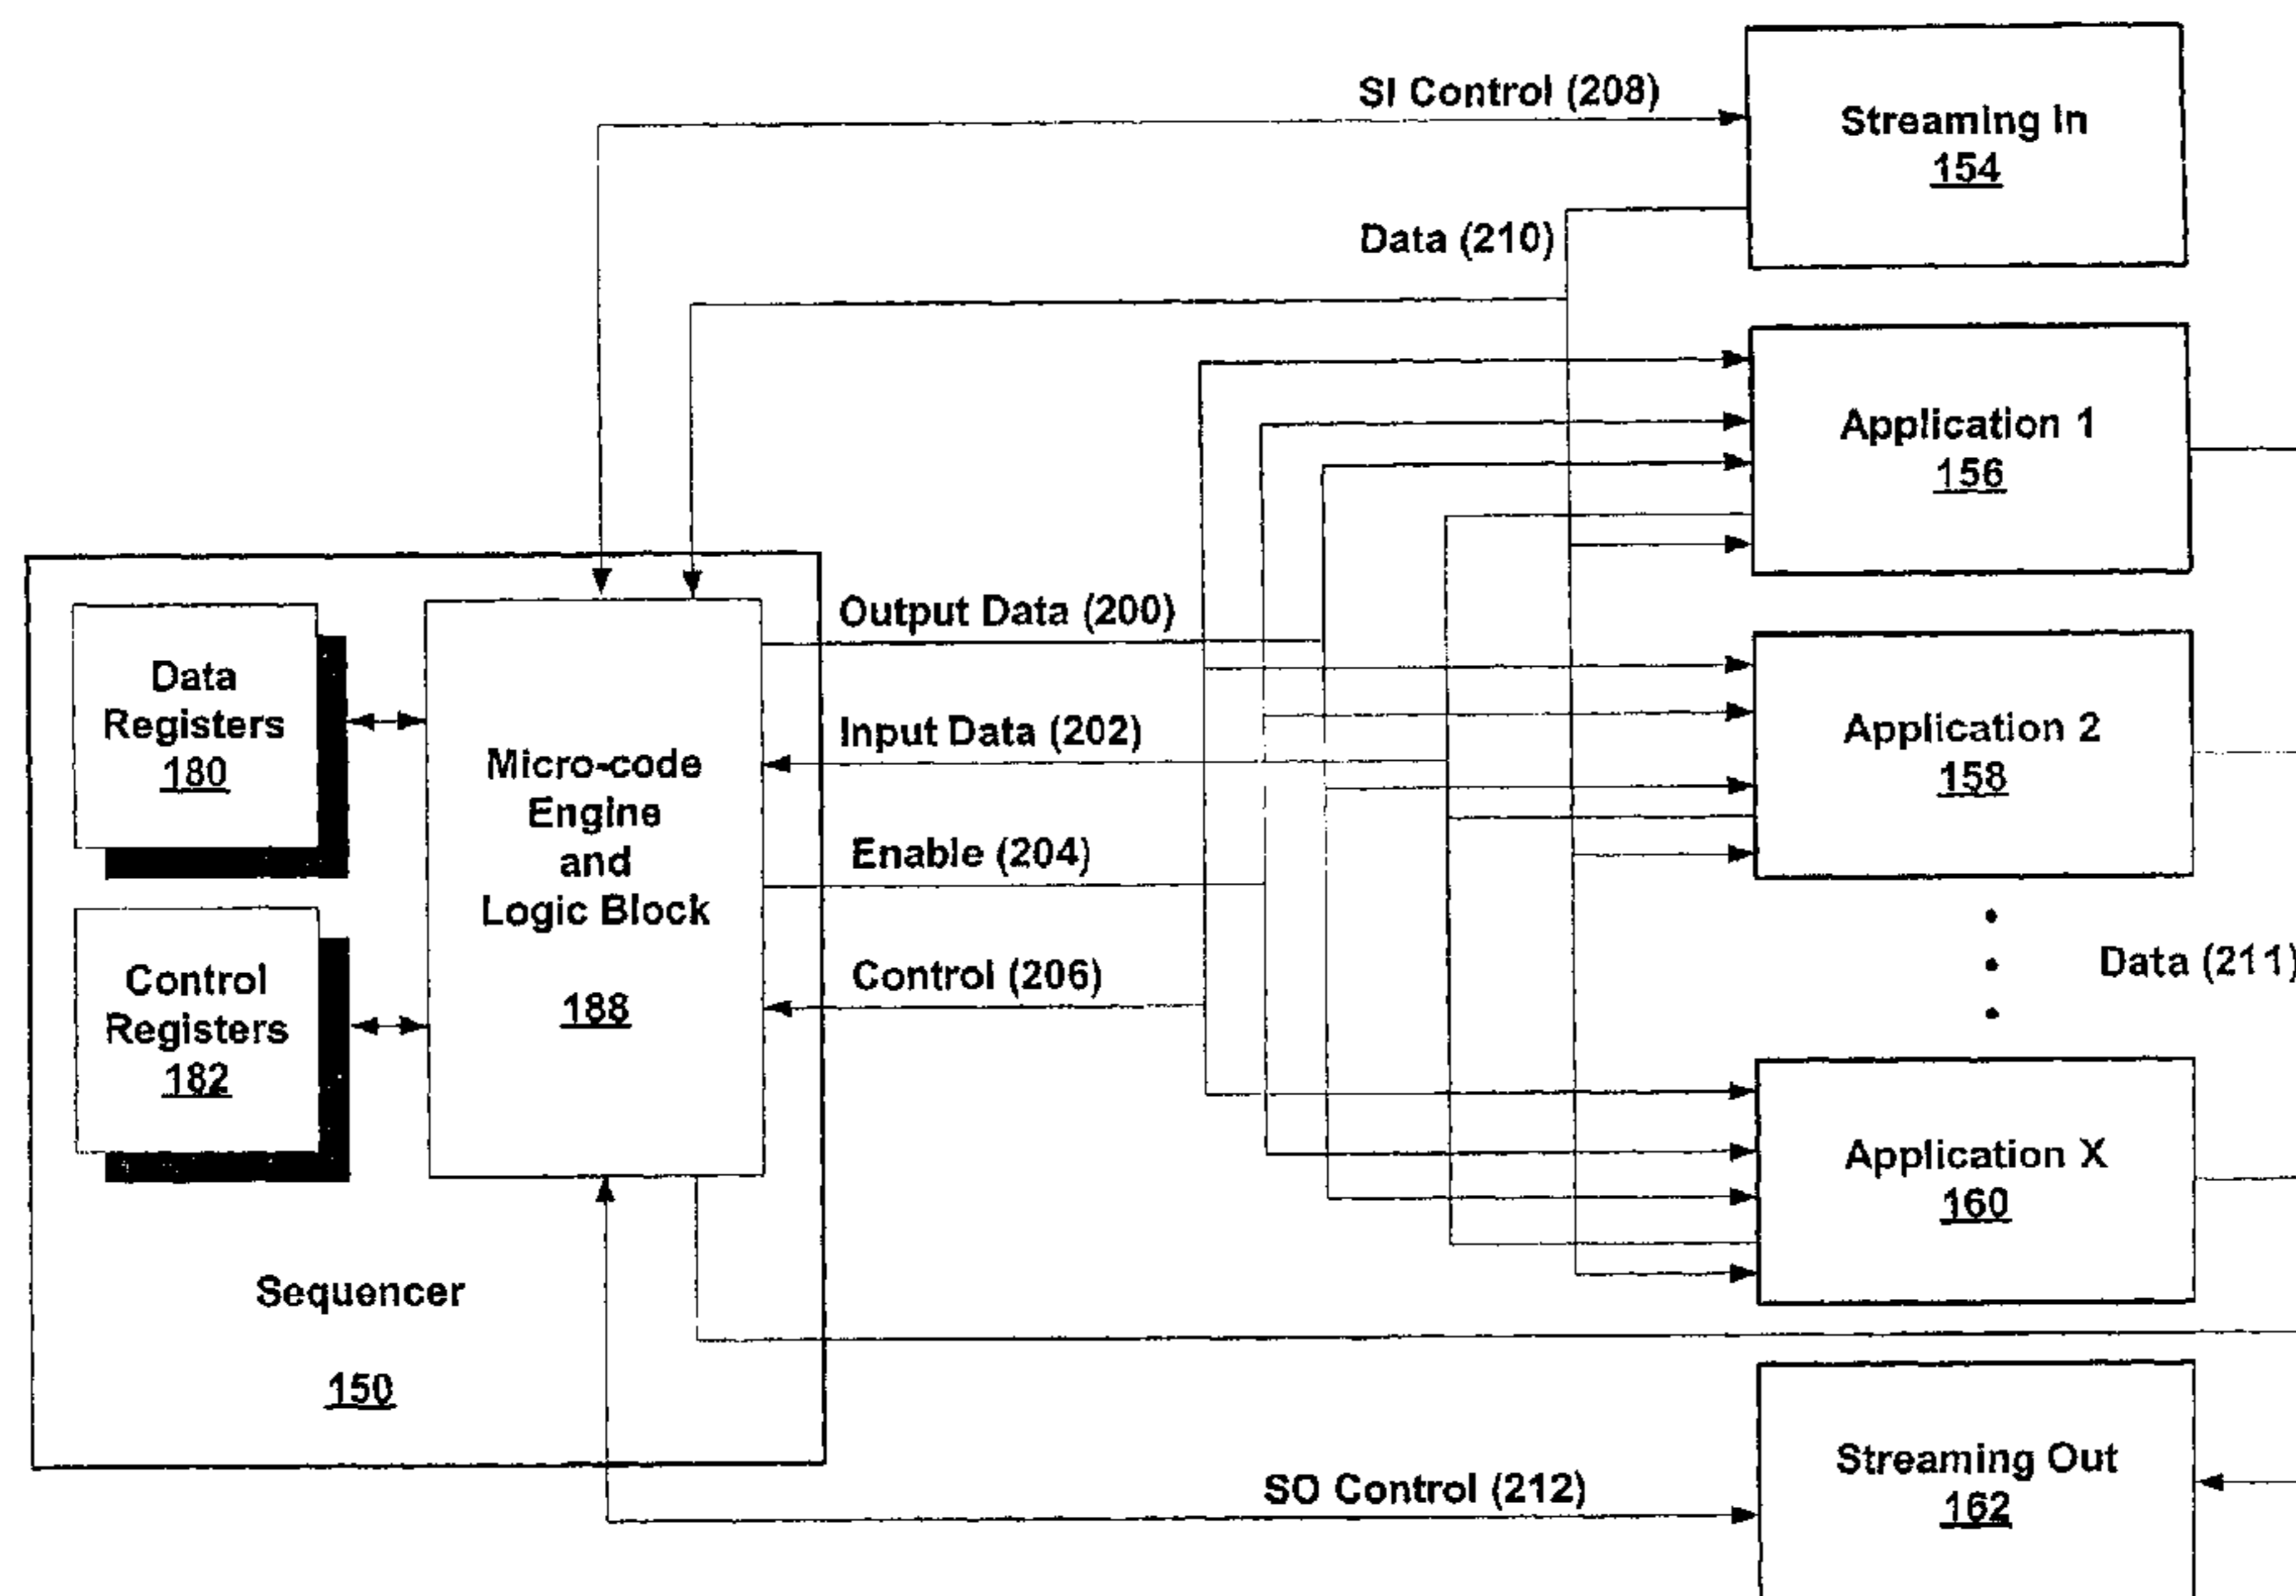 SI Control (208)
Streaming In
154
Data (210)
Application 1
156
Output Data (200)
Data
Registers
180
Input Data (202)
Application 2
158
Micro-code
Engine
and
Logic Block
188
Enable (204)
Control (206)
Data (211)
Control
Registers
182
Application X
160
Sequencer
150
SO Control (212)
Streaming Out
162